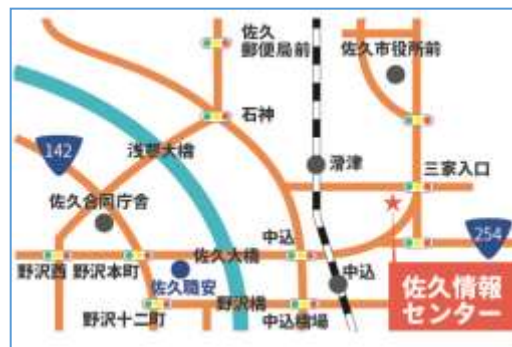 佐久
郵便局前
佐久市役所前
石神
142
浅蓼大橋
滑津
三家入口
佐久合同庁舎
中込
254
野沢西
野沢本町
佐久大橋
佐久職安
中込
佐久情報
センター
野沢橋
野沢十二町
中込橋場